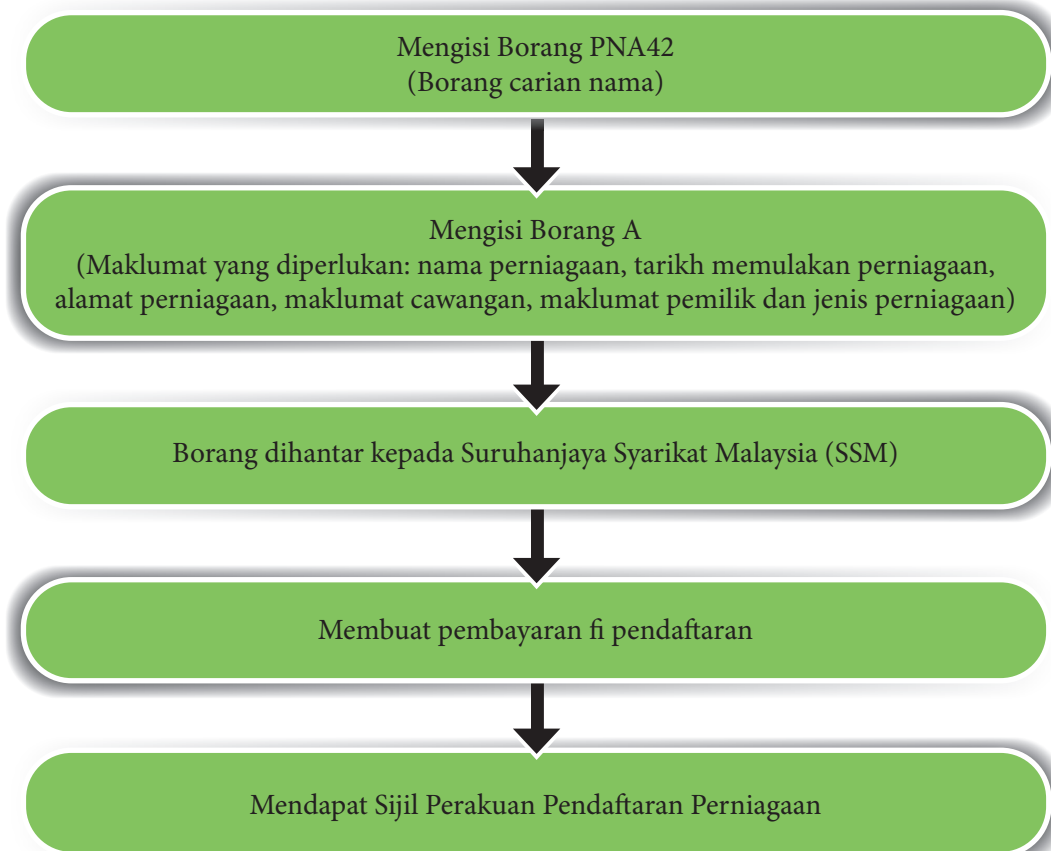 Mengisi Borang PNA42
(Borang carian nama)
Mengisi Borang A
(Maklumat yang diperlukan: nama perniagaan, tarikh memulakan perniagaan,
alamat perniagaan, maklumat cawangan, maklumat pemilik dan jenis perniagaan)
Borang dihantar kepada Suruhanjaya Syarikat Malaysia (SSM)
Membuat pembayaran fi pendaftaran
Mendapat Sijil Perakuan Pendaftaran Perniagaan